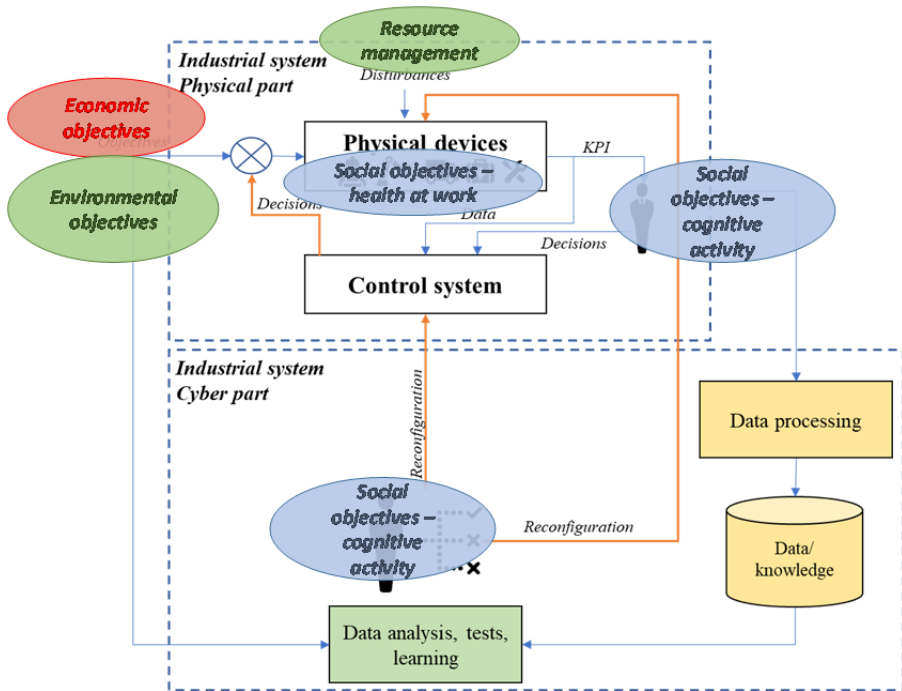 Resource
management
Industrial system
Physical part
Disturbances
Economic
objectives
Objectives
Physical devices
KPI
Social objectives –
health at work
Social
objectives –
cognitive
activity
Environmental
objectives
Decisions
Data
Decisions
Control system
Industrial system
Cyber part
Reconfiguration
Data processing
Social
objectives –
cognitive
activity
Reconfiguration
Data/
knowledge
Data analysis, tests,
learning